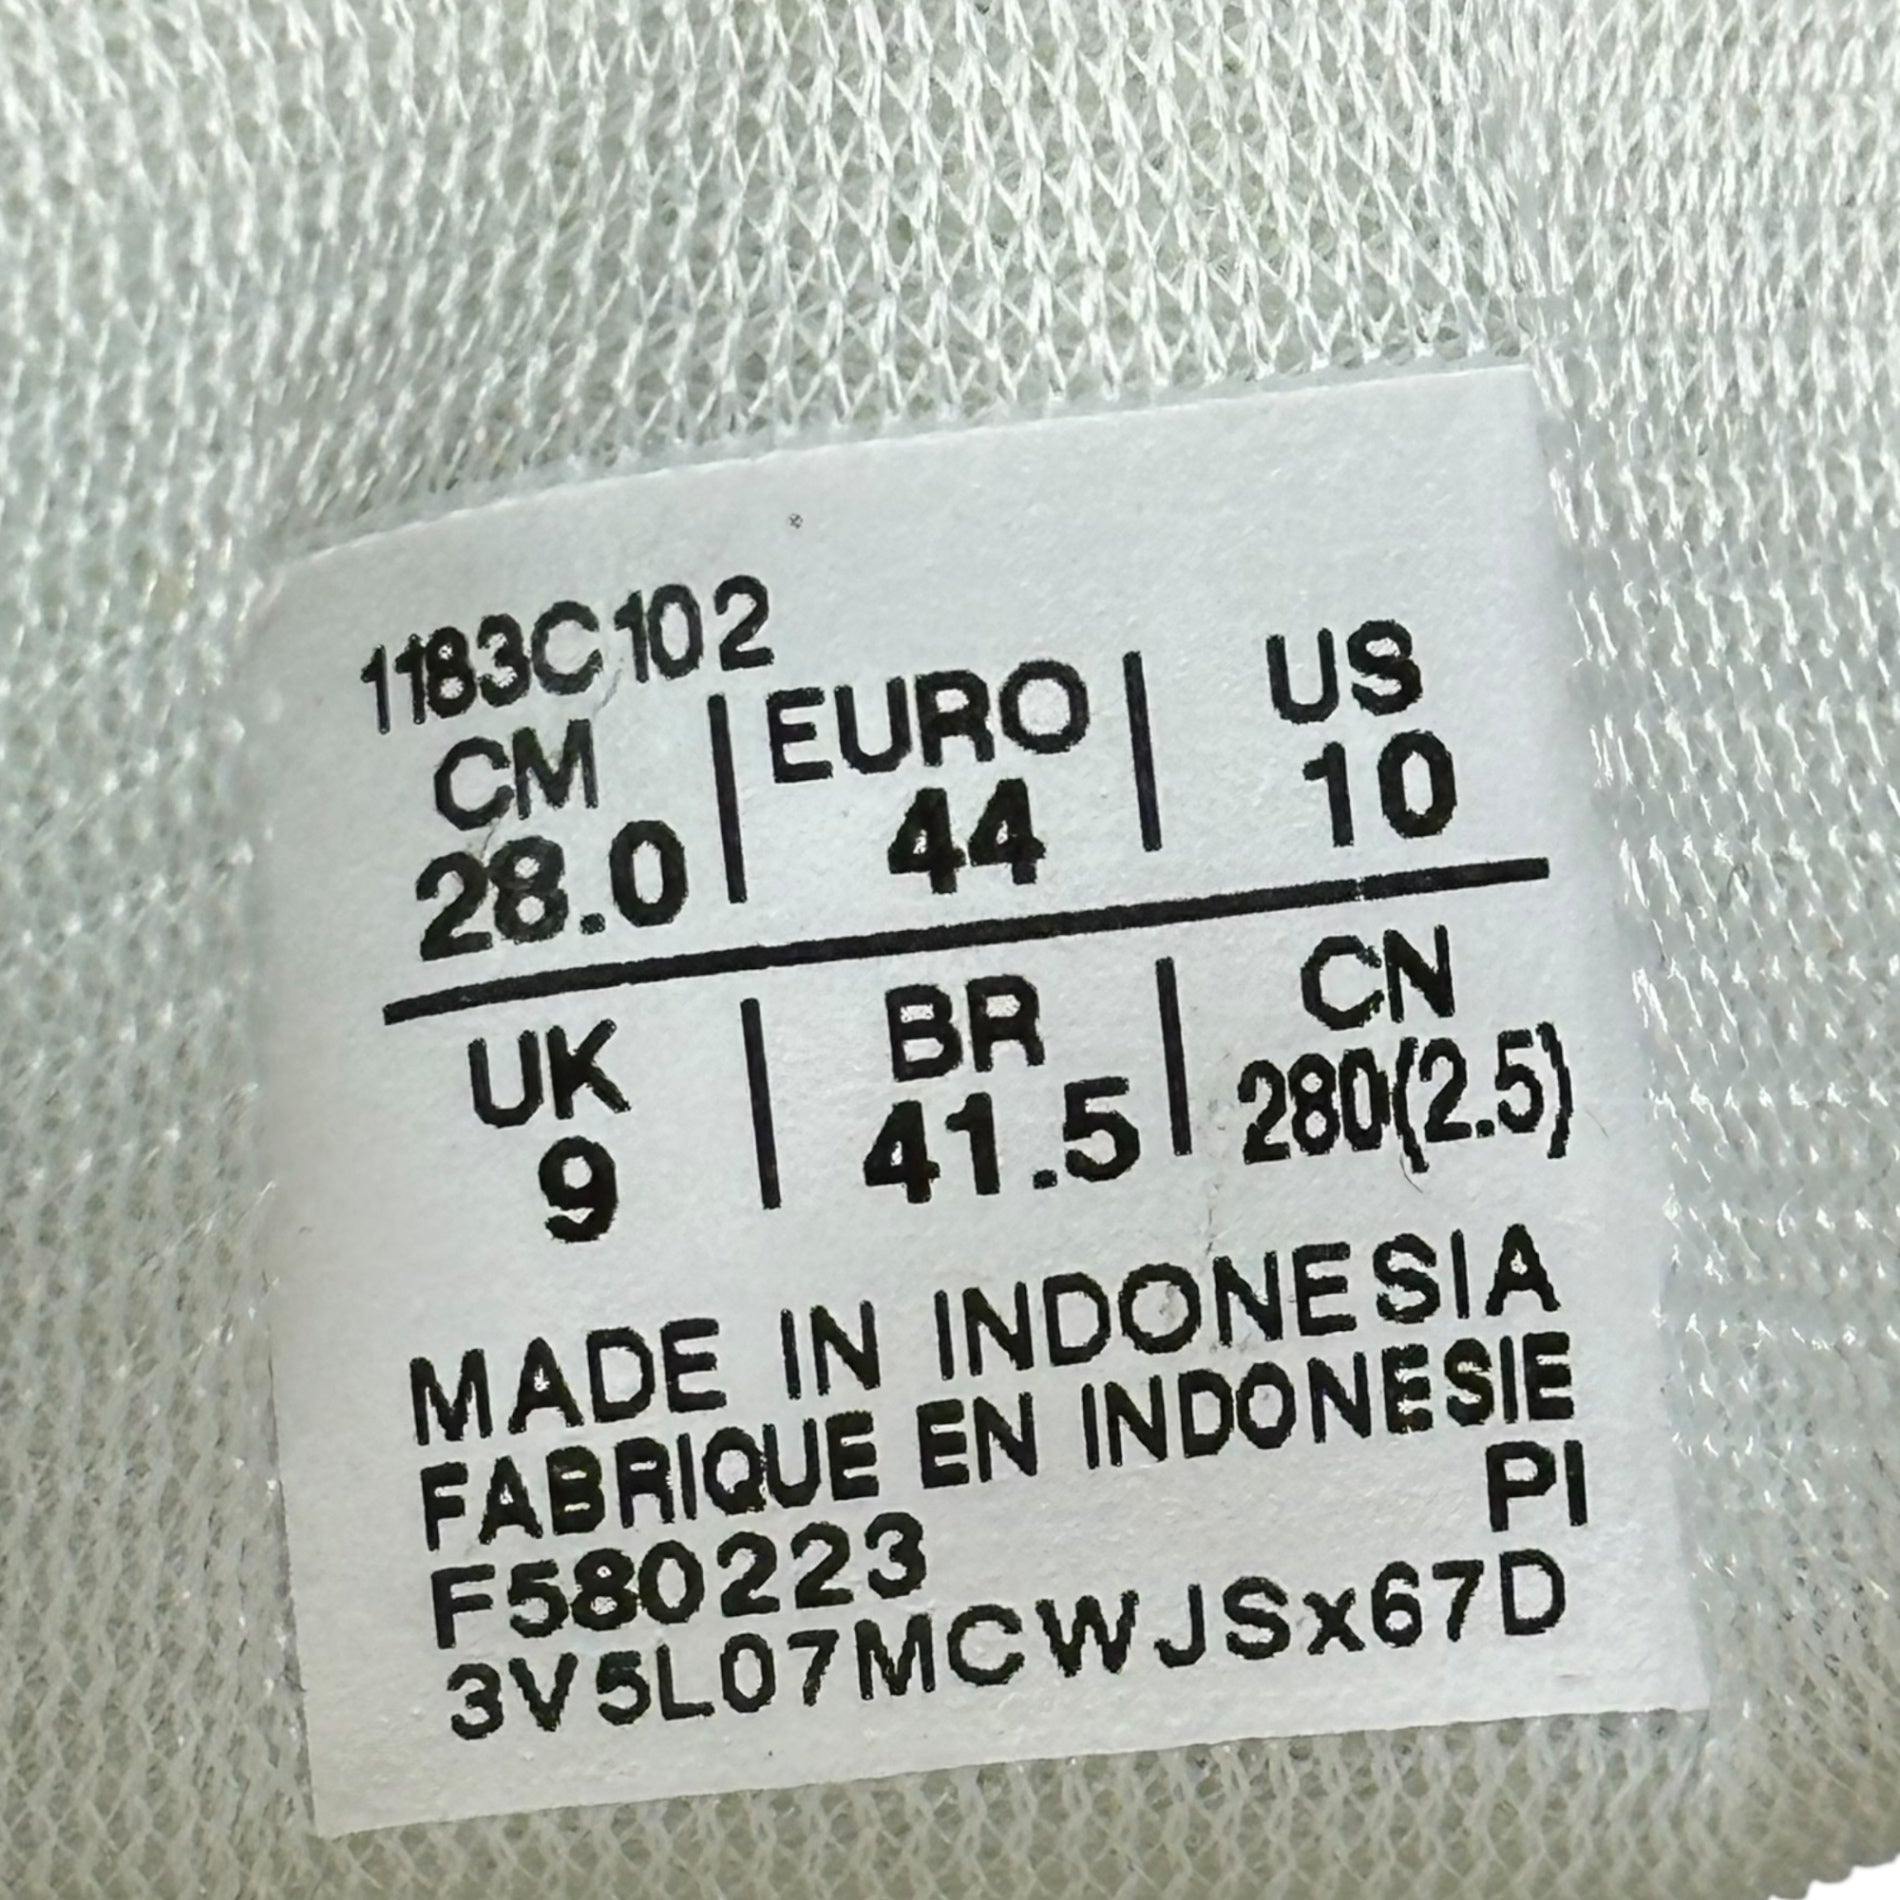 1183C102
CM | EURO | US
28.0 | 44 | 10
UK | BR | CN
9 | 41.5 | 280(2.5)
MADE IN INDONESIA
FABRIQUE EN INDONESIE
PI
F580223
3V5L07MCWJSx67D